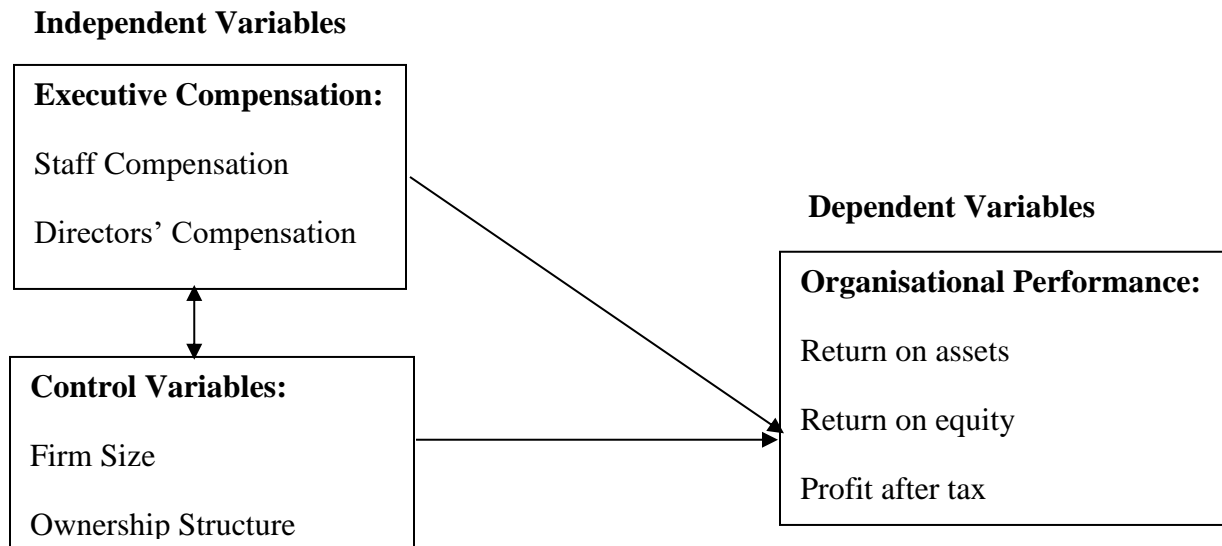 Independent Variables
Executive Compensation:
Staff Compensation
Directors’ Compensation
Control Variables:
Firm Size
Ownership Structure
Dependent Variables
Organisational Performance:
Return on assets
Return on equity
Profit after tax